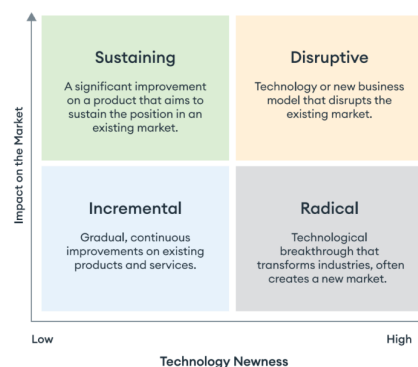 Impact on the Market
Sustaining
A significant improvement
on a product that aims to
sustain the position in an
existing market.
Disruptive
Technology or new business
model that disrupts the
existing market.
Incremental
Gradual, continuous
improvements on existing
products and services.
Radical
Technological
breakthrough that
transforms industries, often
creates a new market.
Low
High
Technology Newness